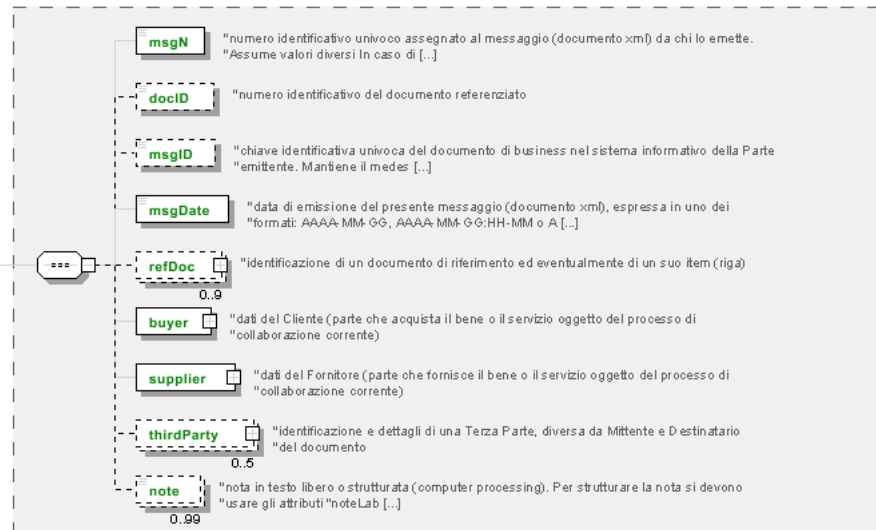 msgN
"numero identificativo univoco assegnato al messaggio (documento xml) da chi lo emette.
"Assume valori diversi In caso di [...]
docID
"numero identificativo del documento referenziato
msgID
"chiave identificativa univoca del documento di business nel sistema informativo della Parte
"emittente. Mantiene il medes [...]
msgDate
"data di emissione del presente messaggio (documento xml), espressa in uno dei
"formati: AAAA-MM-GG, AAAA-MM-GG:HH-MM o A [...]
refDoc
"identificazione di un documento di riferimento ed eventualmente di un suo item (riga)
0..9
buyer
"dati del Cliente (parte che acquista il bene o il servizio oggetto del processo di
"collaborazione corrente)
supplier
"dati del Fornitore (parte che fornisce il bene o il servizio oggetto del processo di
"collaborazione corrente)
thirdParty
"identificazione e dettagli di una Terza Parte, diversa da Mittente e Destinatario
"del documento
0..5
note
"nota in testo libero o strutturata (computer processing). Per strutturare la nota si devono
"usare gli attributi "noteLab [...]
0..99